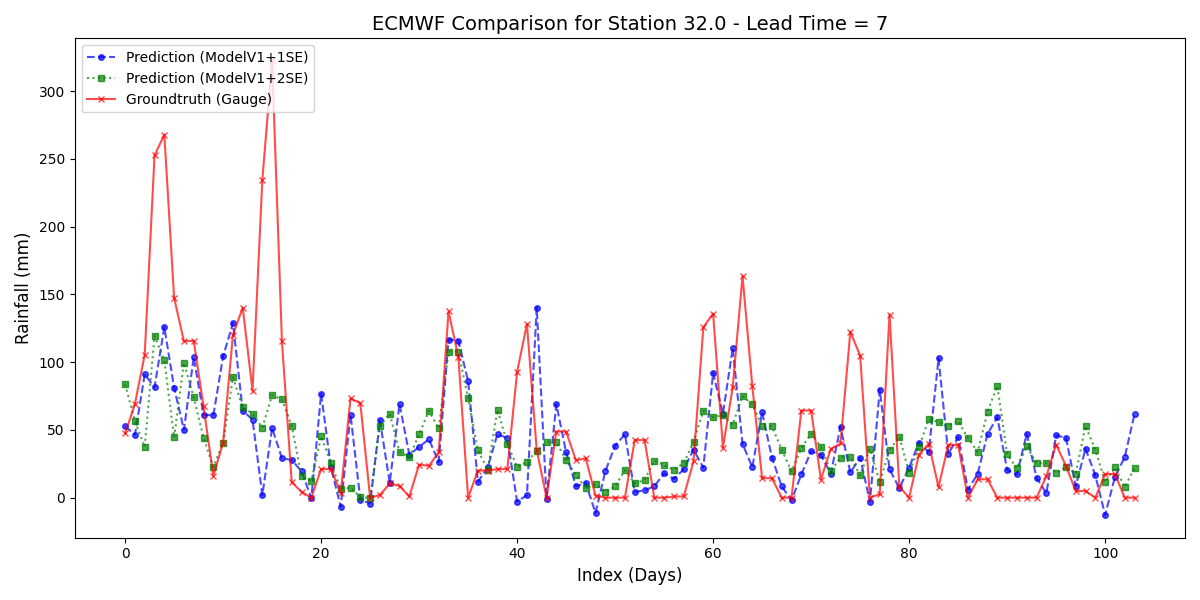 ECMWF Comparison for Station 32.0 - Lead Time = 7
Prediction (ModelV1+1SE)
Prediction (ModelV1+2SE)
Groundtruth (Gauge)
Rainfall (mm)
300
250
200
150
100
50
0
0 20 40 60 80 100
Index (Days)